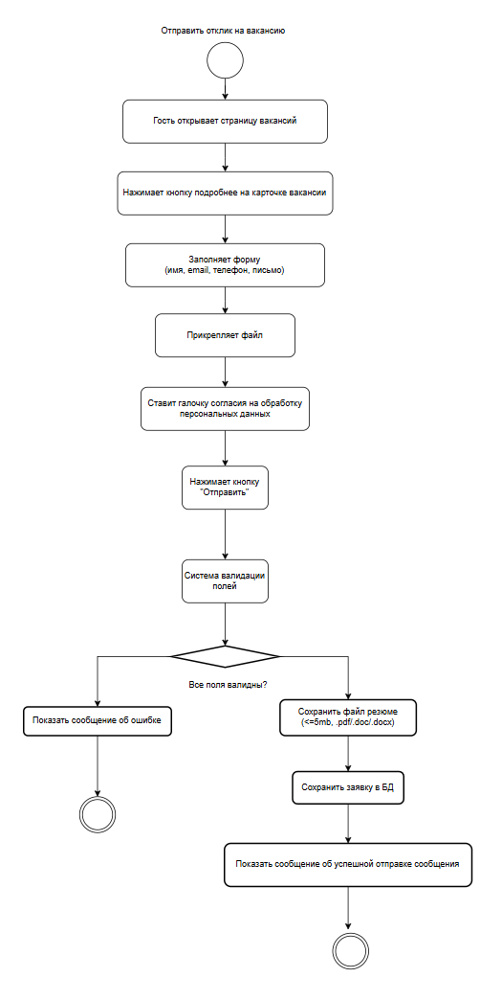 Отправить отклик на вакансию
Гость открывает страницу вакансий
Нажимает кнопку подробнее на карточке вакансии
Заполняет форму
(имя, email, телефон, письмо)
Прикрепляет файл
Ставит галочку согласия на обработку
персональных данных
Нажимает кнопку
"Отправить"
Система валидации
полей
Все поля валидны?
Показать сообщение об ошибке
Сохранить файл резюме
(<=5mb, .pdf/.doc/.docx)
Сохранить заявку в БД
Показать сообщение об успешной отправке сообщения